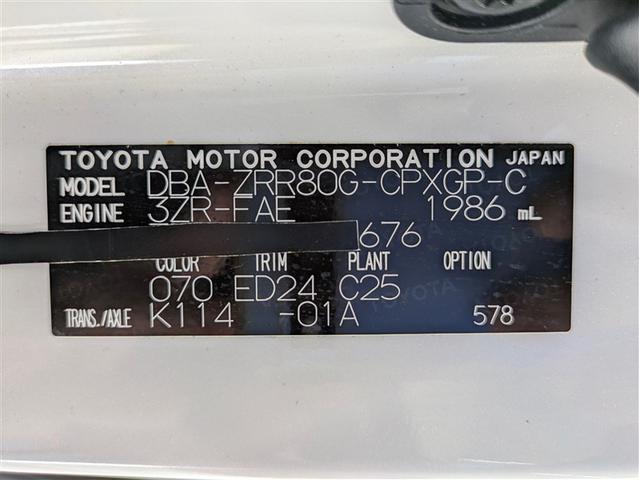 TOYOTA MOTOR CORPORATION JAPAN
MODEL DBA-ZRR80G-CPXGP-C
ENGINE 3ZR-FAE 1986 mL
676
COLOR TRIM PLANT OPTION
070 ED24 C25
TRANS./AXLE K114 -01A 578